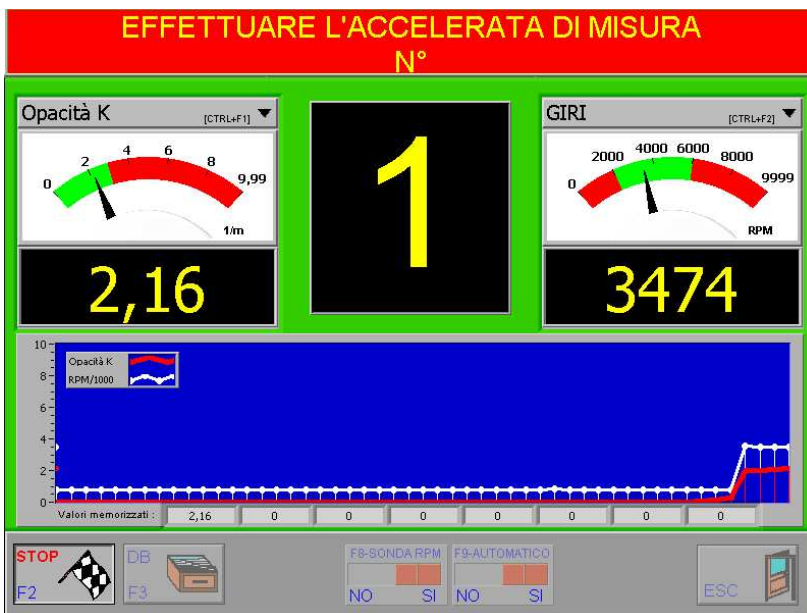 EFFETTUARE L'ACCELERATA DI MISURA
N°
Opacità K [CTRL+F1]
0 2 4 6 8 9,99
1/m
2,16
1
GIRI [CTRL+F2]
0 2000 4000 6000 8000 9999
RPM
3474
10
8
6
4
2
0
Opacità K
RPM/1000
Valori memorizzati : 2,16 0 0 0 0 0 0 0
STOP
F2
DB
F3
F8-SONDA RPM
NO SI
F9-AUTOMATICO
NO SI
ESC